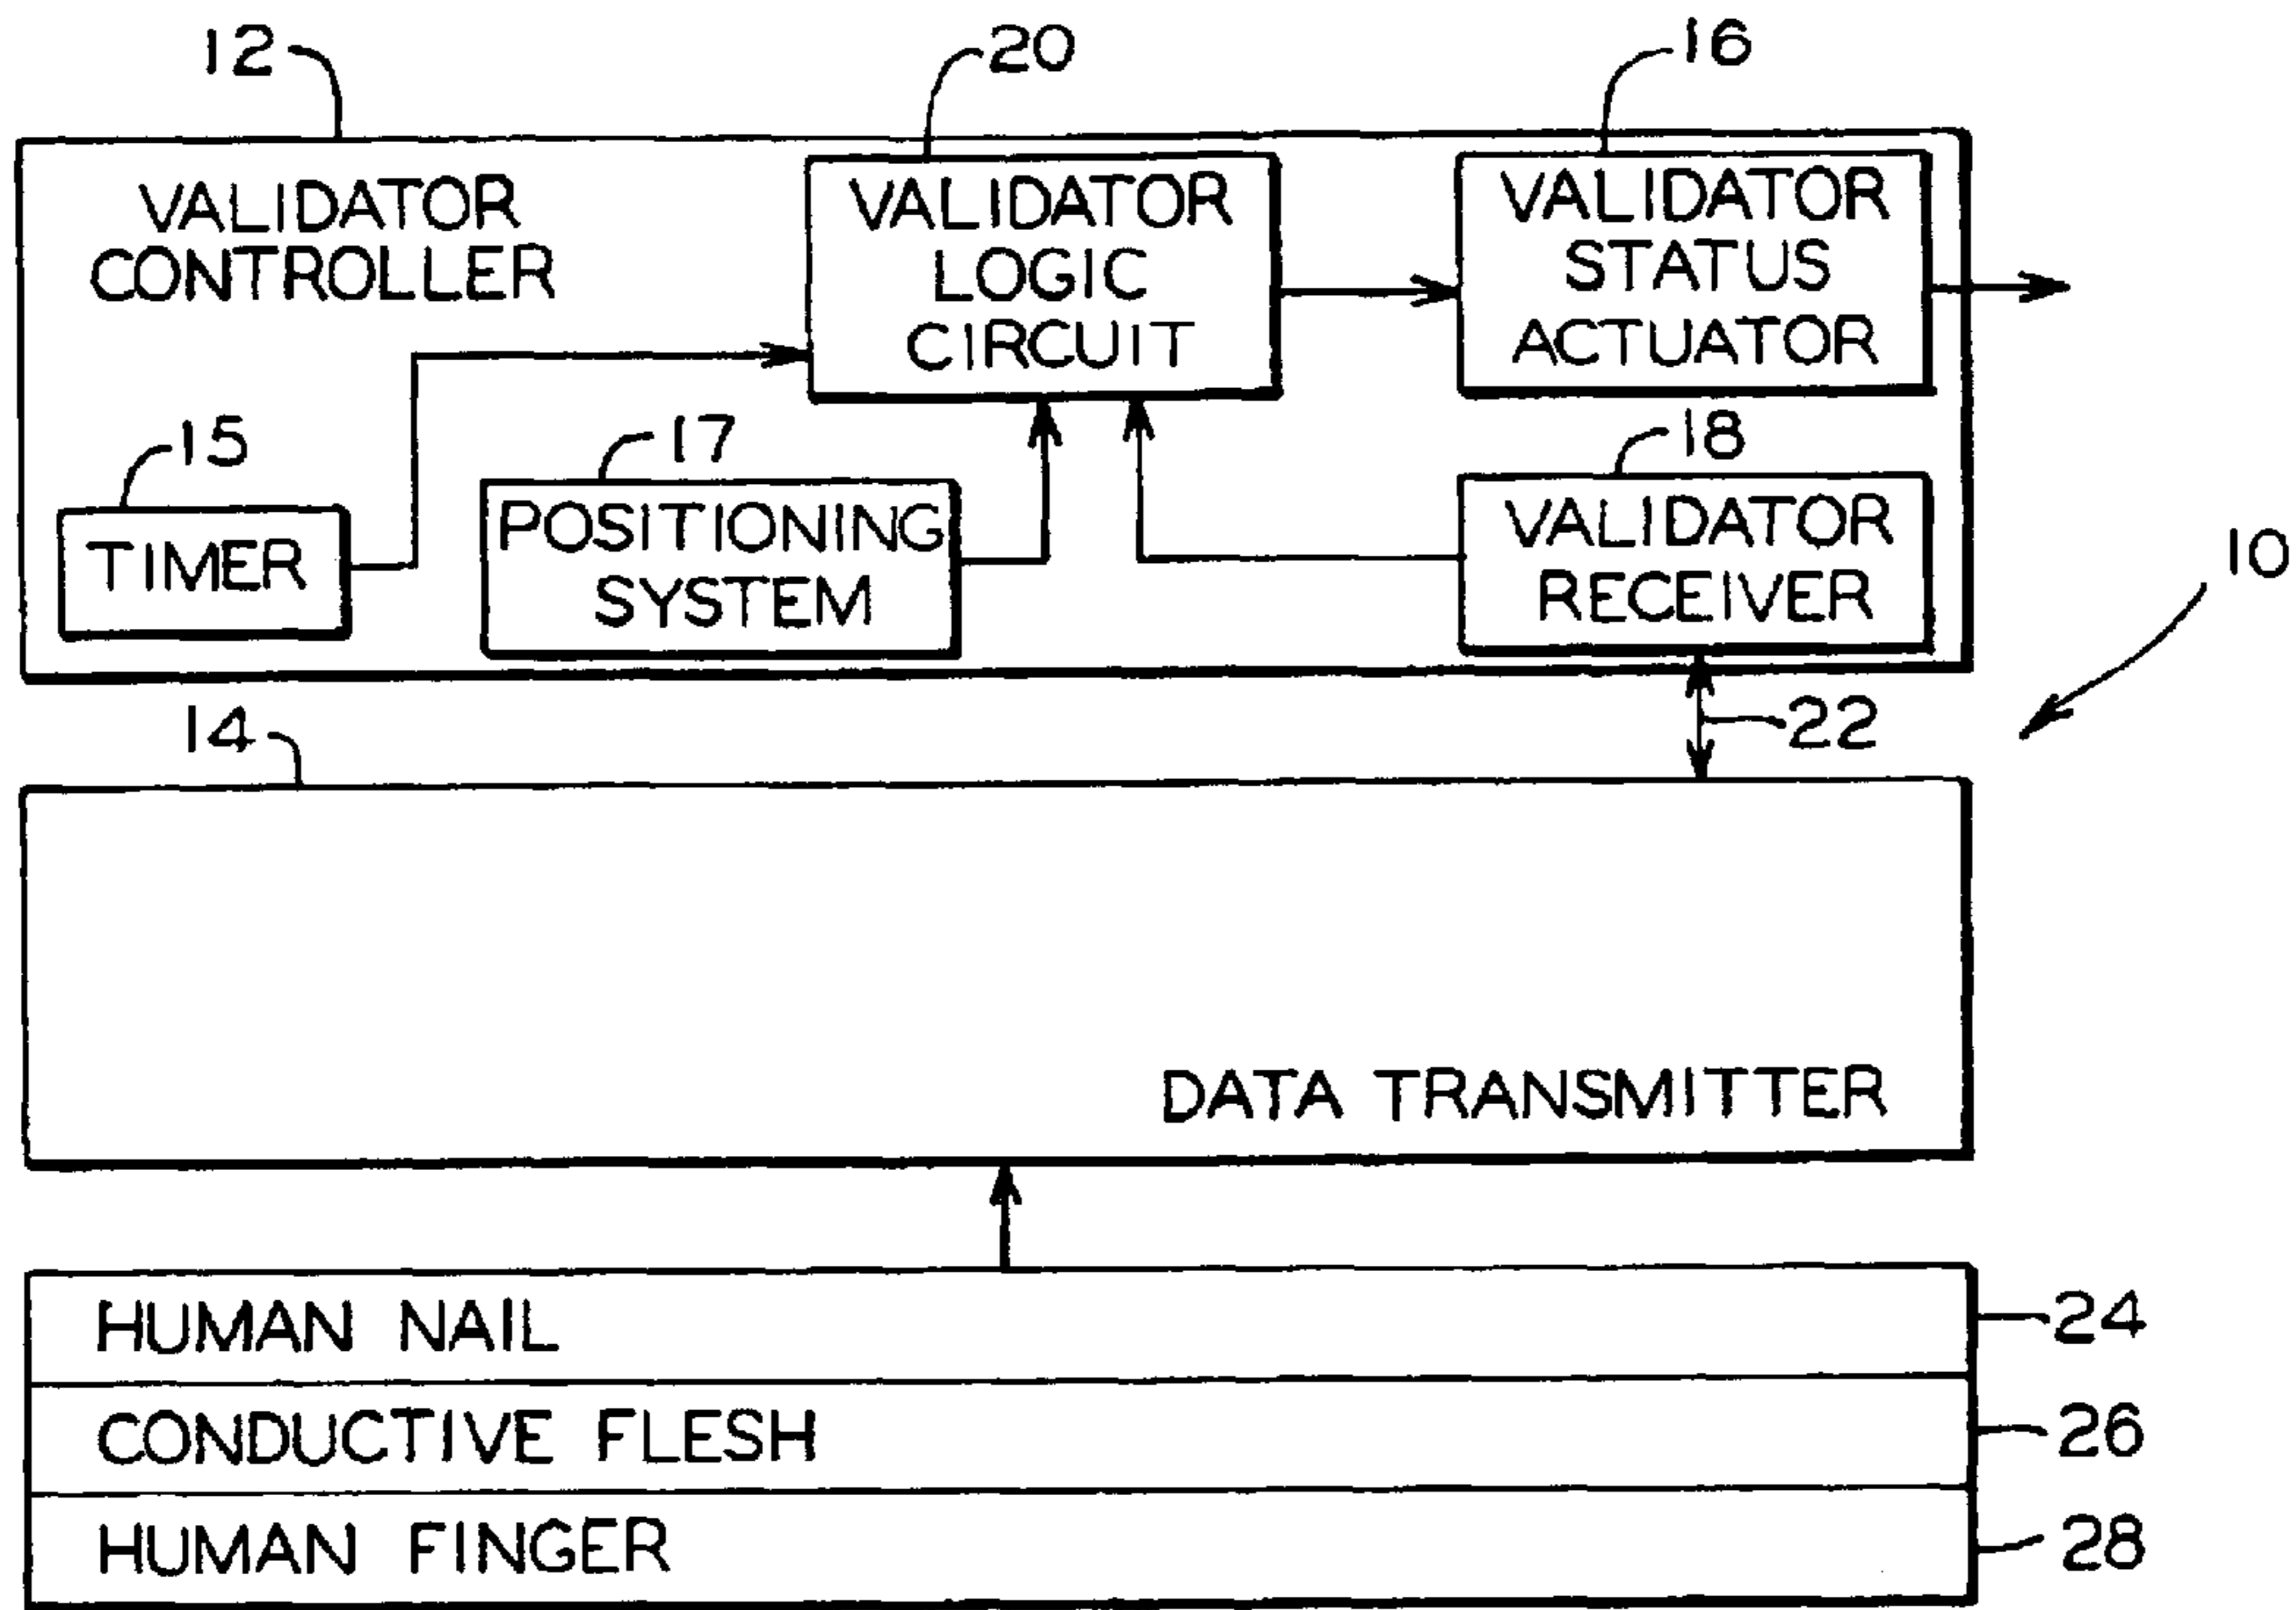 12
20
16
VALIDATOR
CONTROLLER
VALIDATOR
LOGIC
CIRCUIT
VALIDATOR
STATUS
ACTUATOR
15
17
18
TIMER
POSITIONING
SYSTEM
VALIDATOR
RECEIVER
10
14
22
DATA TRANSMITTER
HUMAN NAIL
24
CONDUCTIVE FLESH
26
HUMAN FINGER
28